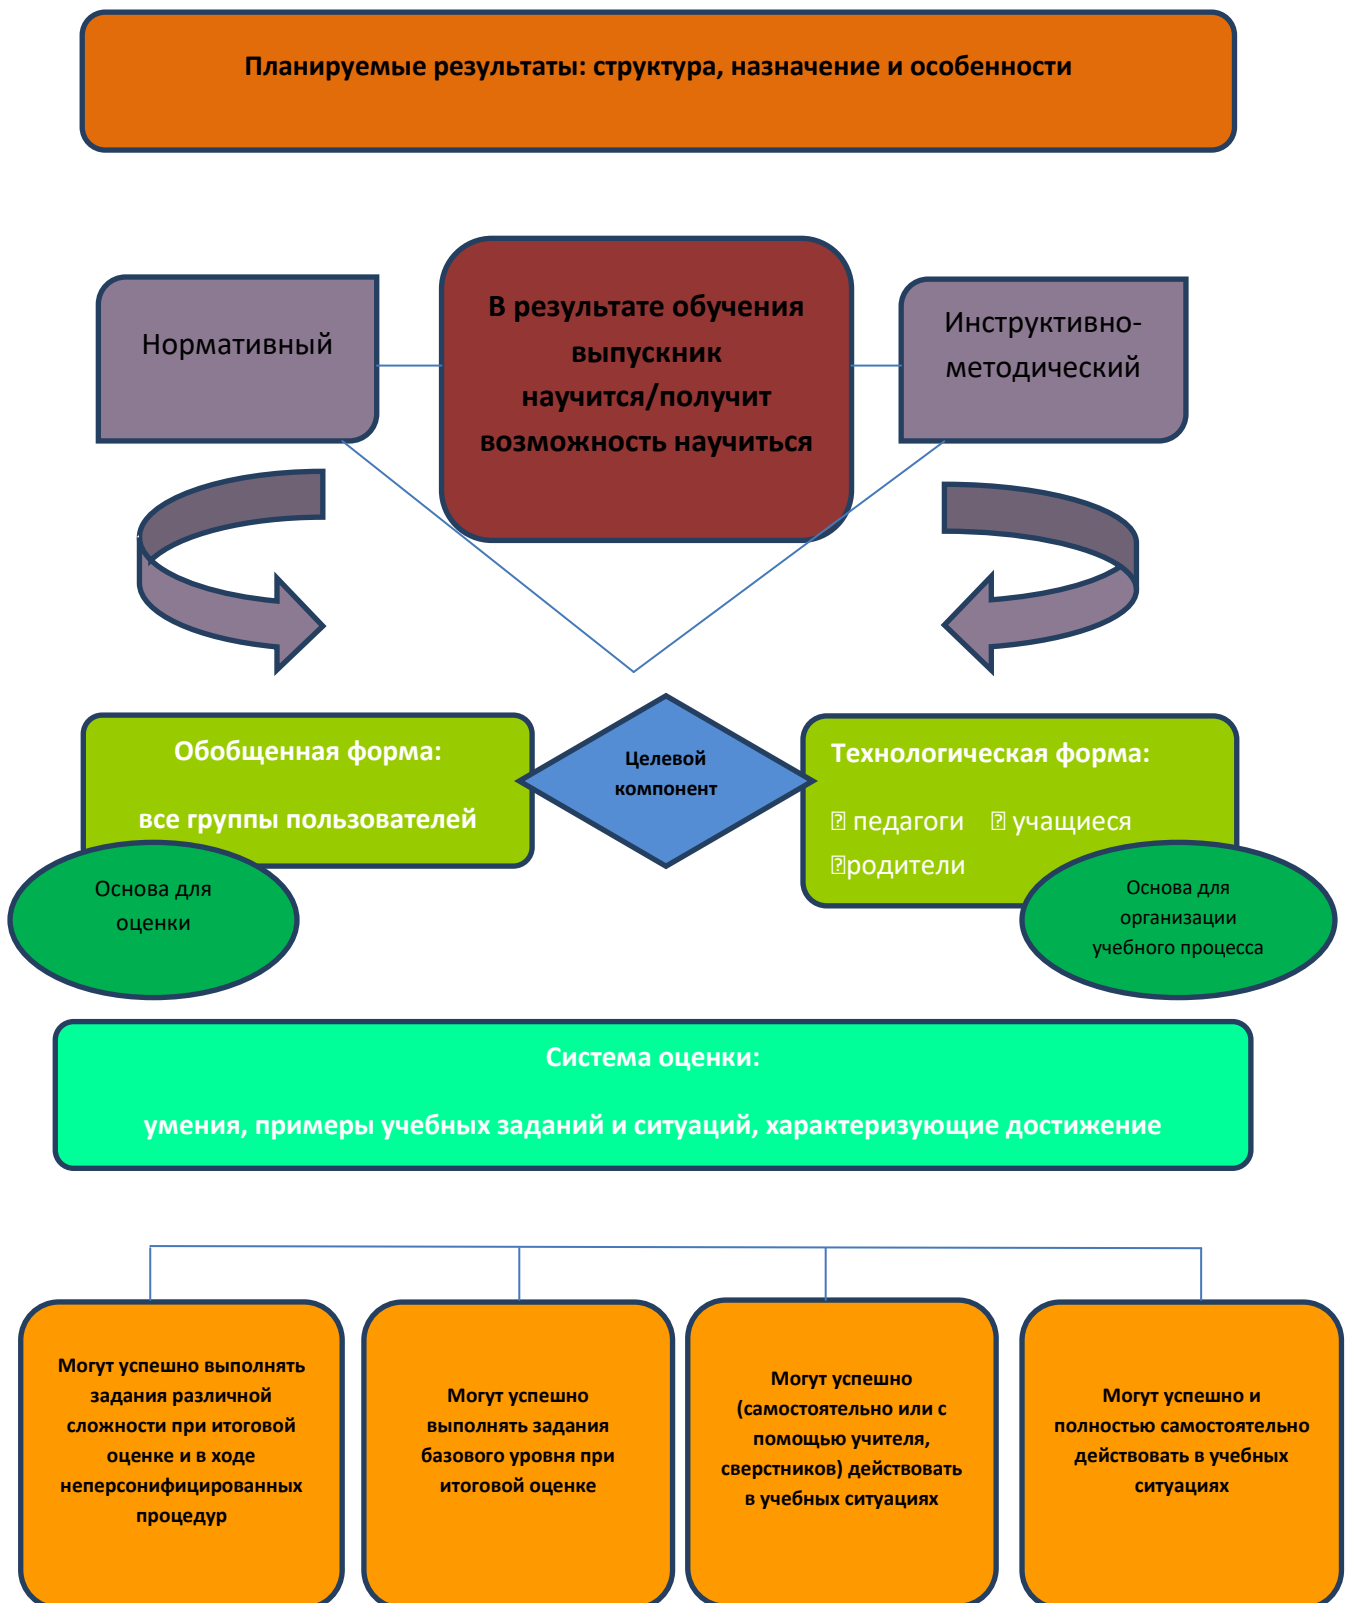 Планируемые результаты: структура, назначение и особенности
Нормативный
В результате обучения
выпускник
научится/получит
возможность научиться
Инструктивно-
методический
Обобщенная форма:
все группы пользователей
Целевой
компонент
Технологическая форма:
педагоги учащиеся
родители
Основа для
оценки
Основа для
организации
учебного процесса
Система оценки:
умения, примеры учебных заданий и ситуаций, характеризующие достижение
Могут успешно выполнять
задания различной
сложности при итоговой
оценке и в ходе
неперсонифицированных
процедур
Могут успешно
выполнять задания
базового уровня при
итоговой оценке
Могут успешно
(самостоятельно или с
помощью учителя,
сверстников) действовать
в учебных ситуациях
Могут успешно и
полностью самостоятельно
действовать в учебных
ситуациях